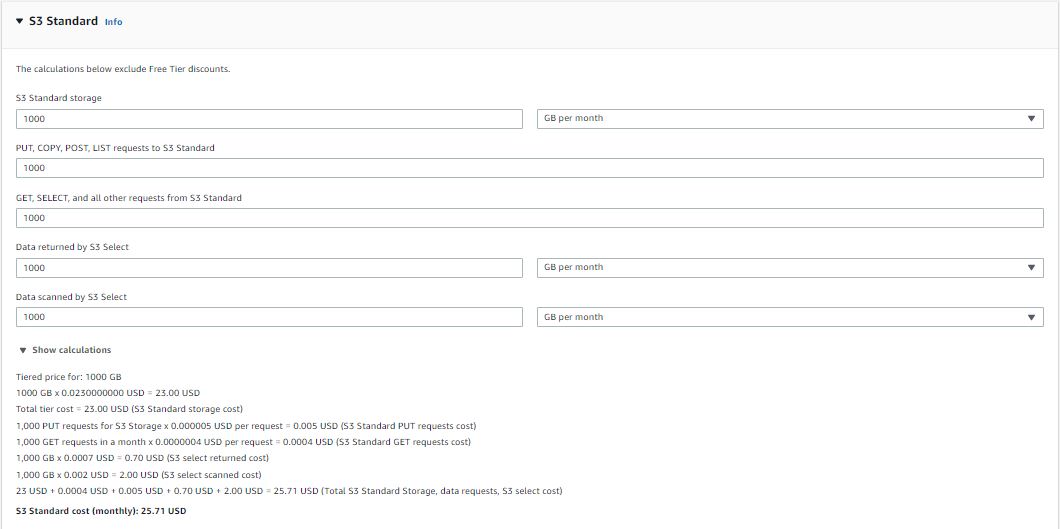 S3 Standard Info
The calculations below exclude Free Tier discounts.
S3 Standard storage
1000 GB per month
PUT, COPY, POST, LIST requests to S3 Standard
1000
GET, SELECT, and all other requests from S3 Standard
1000
Data returned by S3 Select
1000 GB per month
Data scanned by S3 Select
1000 GB per month
Show calculations
Tiered price for: 1000 GB
1000 GB x 0.0230000000 USD = 23.00 USD
Total tier cost = 23.00 USD (S3 Standard storage cost)
1,000 PUT requests for S3 Storage x 0.000005 USD per request = 0.005 USD (S3 Standard PUT requests cost)
1,000 GET requests in a month x 0.0000004 USD per request = 0.0004 USD (S3 Standard GET requests cost)
1,000 GB x 0.0007 USD = 0.70 USD (S3 select returned cost)
1,000 GB x 0.002 USD = 2.00 USD (S3 select scanned cost)
23 USD + 0.0004 USD + 0.005 USD + 0.70 USD + 2.00 USD = 25.71 USD (Total S3 Standard Storage, data requests, S3 select cost)
S3 Standard cost (monthly): 25.71 USD